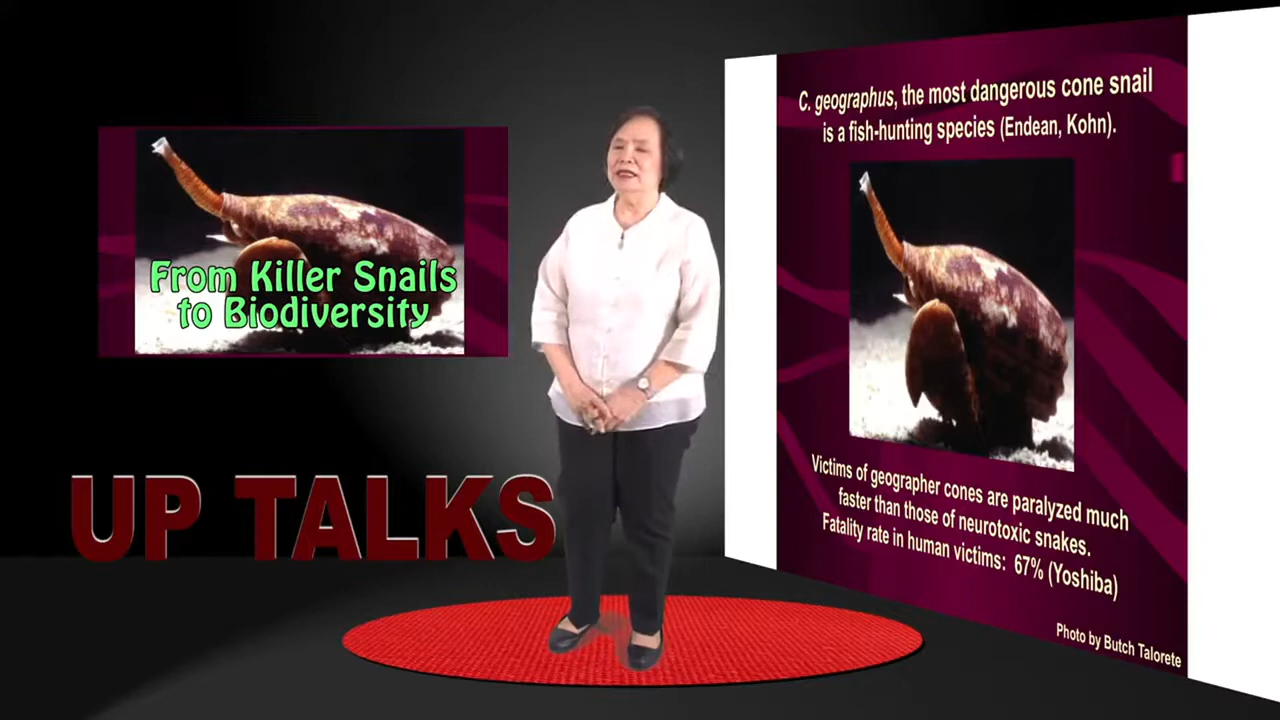 From Killer Snails
to Biodiversity
UP TALKS
C. geographus, the most dangerous cone snail
is a fish-hunting species (Endean, Kohn).
Victims of geographer cones are paralyzed much
faster than those of neurotoxic snakes.
Fatality rate in human victims: 67% (Yoshiba)
Photo by Butch Talorete